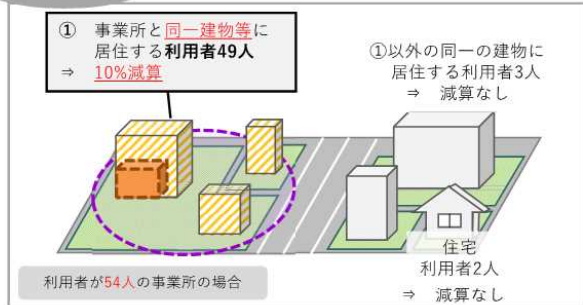 ① 事業所と同一建物等に
居住する利用者49人
⇒ 10%減算
①以外の同一の建物に
居住する利用者3人
⇒ 減算なし
住宅
利用者2人
⇒ 減算なし
利用者が54人の事業所の場合